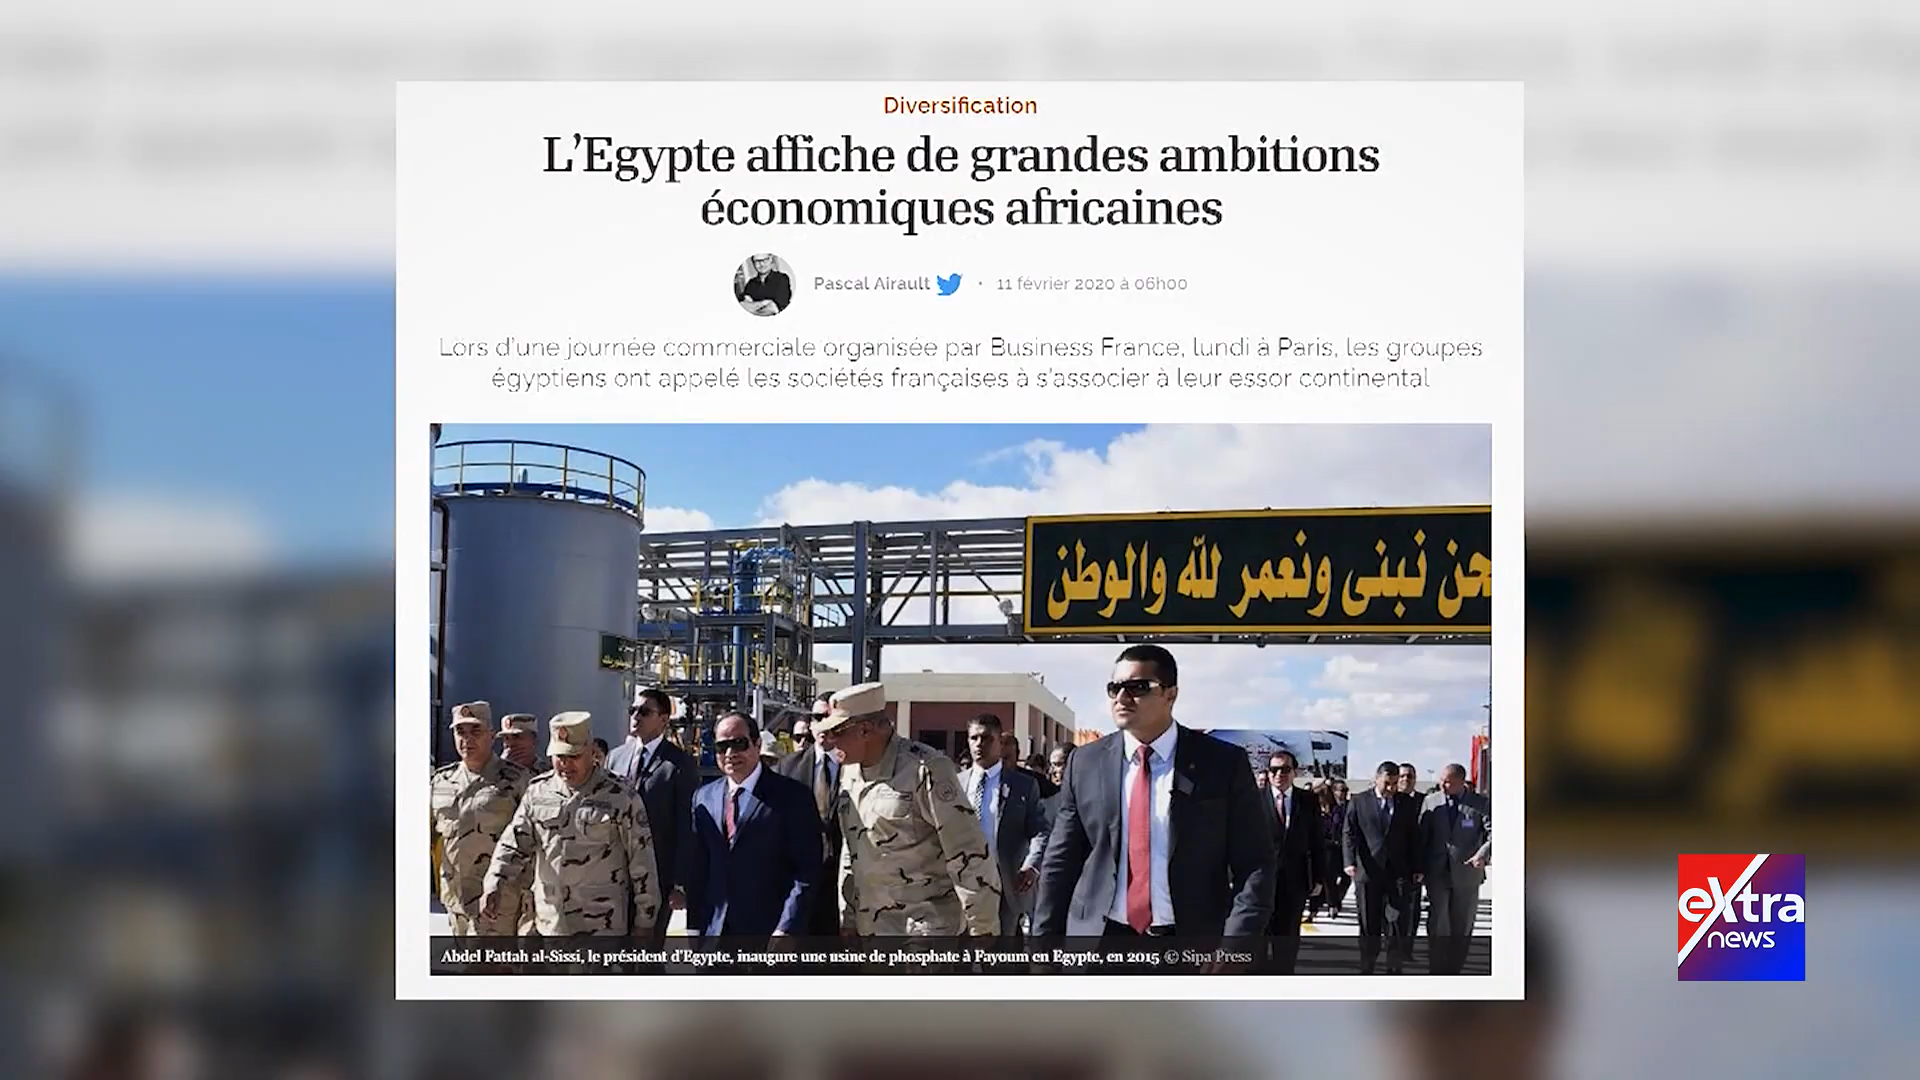 Diversification
L’Egypte affiche de grandes ambitions
économiques africaines
Pascal Airault • 11 février 2020 à 06h00
Lors d’une journée commerciale organisée par Business France, lundi à Paris, les groupes
égyptiens ont appelé les sociétés françaises à s’associer à leur essor continental
حن نبنى ونعمر لله والوطن
Abdel Fattah al-Sissi, le président d’Egypte, inaugure une usine de phosphate à Fayoum en Egypte, en 2015 © Sipa Press
eXtra
news